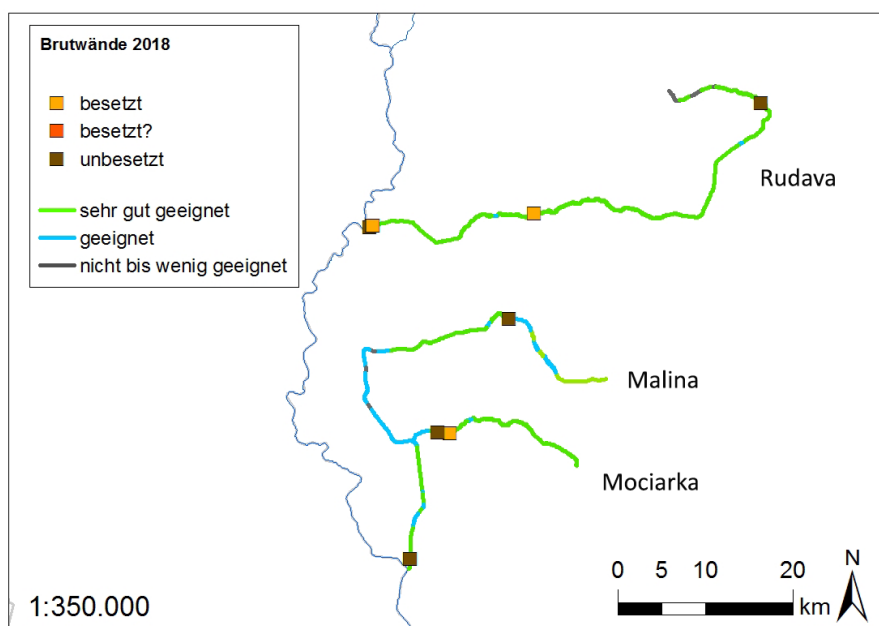 Brutwände 2018
besetzt
besetzt?
unbesetzt
sehr gut geeignet
geeignet
nicht bis wenig geeignet
Rudava
Malina
Mociarka
1:350.000
0 5 10 20
km
N